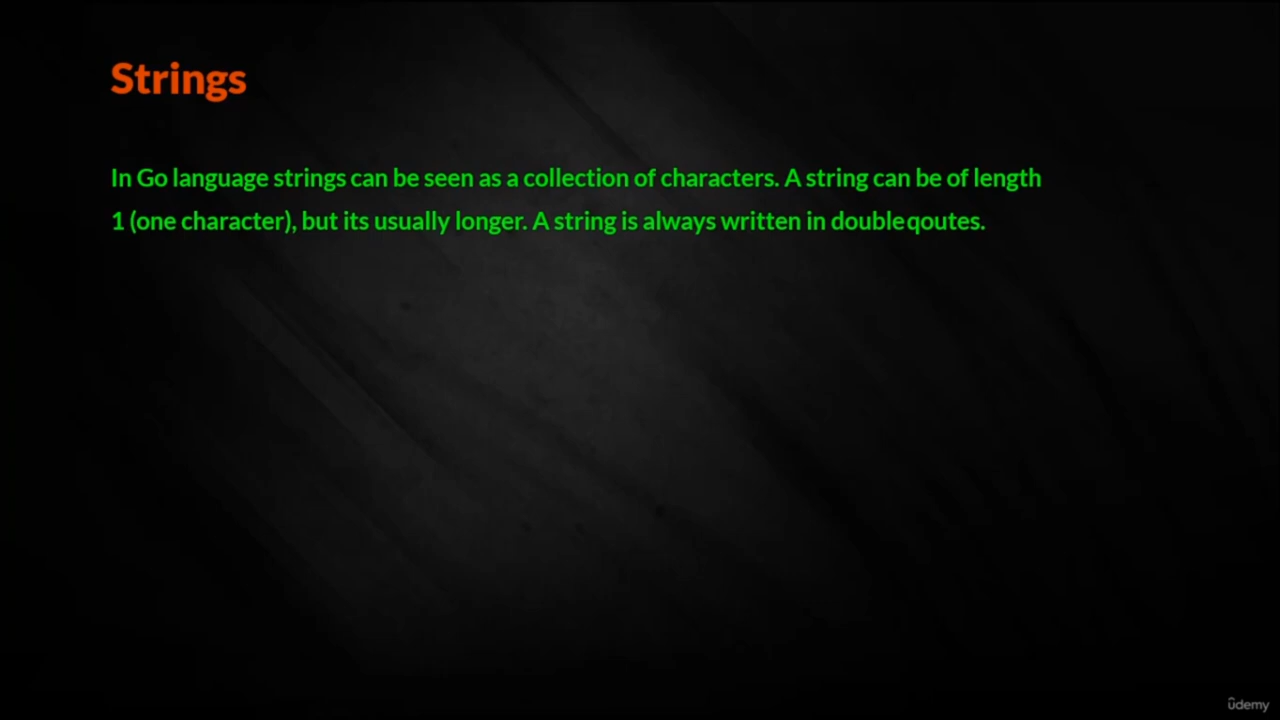 Strings
In Go language strings can be seen as a collection of characters. A string can be of length
1 (one character), but its usually longer. A string is always written in double qoutes.
ûdemy